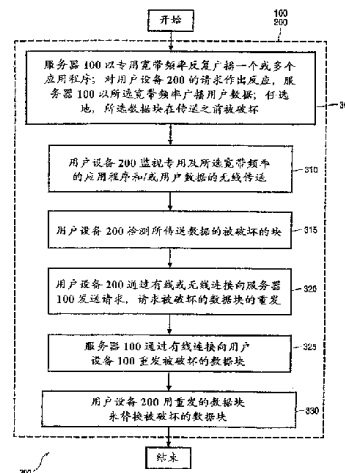 开始
100
200
服务器 100 以专用宽带频率反复广播一个或多个
应用程序；对用户设备 200 的请求作出反应，服
务器 100 以所选宽带频率广播用户数据；任选
地，所选数据块在传送之前被破坏
用户设备 200 监视专用及所选宽带频率
的应用程序和/或用户数据的无线传送
310
用户设备 200 检测所传送数据的被破坏的块
315
用户设备 200 通过有线或无线连接向服务器
100 发送请求，请求被破坏的数据块的重发
320
服务器 100 通过有线连接向用户
设备 100 重发被破坏的数据块
325
用户设备 200 用重发的数据块
来替换被破坏的数据块
330
结束